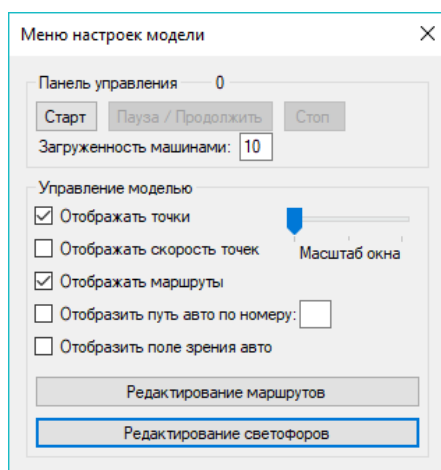 Меню настроек модели
Панель управления 0
Старт Пауза / Продолжить Стоп
Загруженность машинами: 10
Управление моделью
Отображать точки
Отображать скорость точек Масштаб окна
Отображать маршруты
Отобразить путь авто по номеру:
Отобразить поле зрения авто
Редактирование маршрутов
Редактирование светофоров